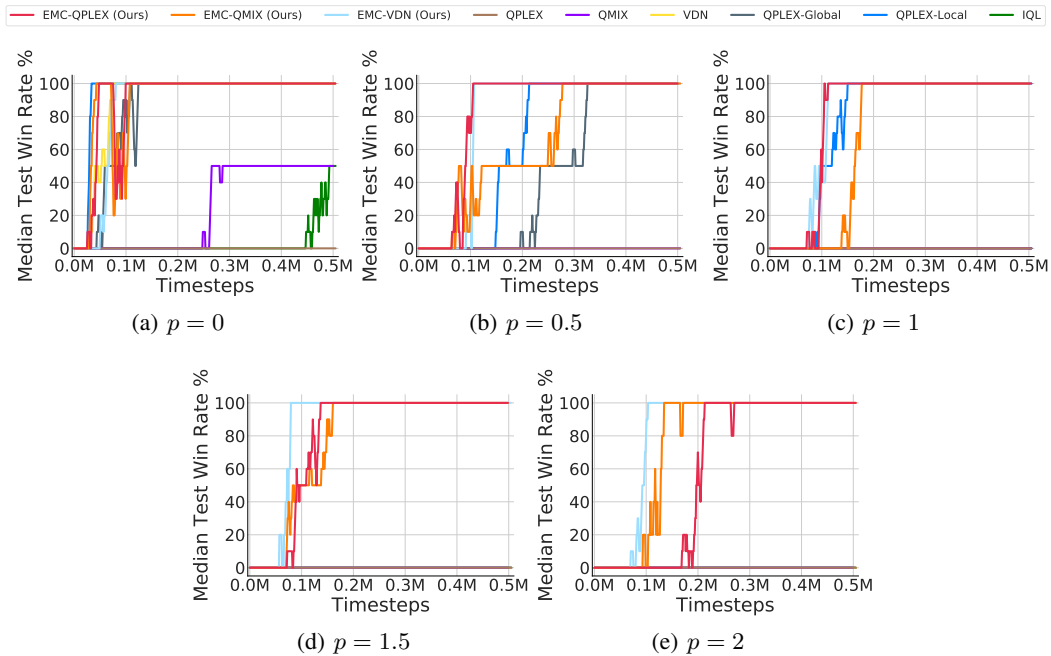 EMC-QPLEX (Ours) EMC-QMIX (Ours) EMC-VDN (Ours) QPLEX QMIX VDN QPLEX-Global QPLEX-Local IQL
Median Test Win Rate %
100
80
60
40
20
0
0.0M 0.1M 0.2M 0.3M 0.4M 0.5M
Timesteps
(a) p = 0
Median Test Win Rate %
100
80
60
40
20
0
0.0M 0.1M 0.2M 0.3M 0.4M 0.5M
Timesteps
(b) p = 0.5
Median Test Win Rate %
100
80
60
40
20
0
0.0M 0.1M 0.2M 0.3M 0.4M 0.5M
Timesteps
(c) p = 1
Median Test Win Rate %
100
80
60
40
20
0
0.0M 0.1M 0.2M 0.3M 0.4M 0.5M
Timesteps
(d) p = 1.5
Median Test Win Rate %
100
80
60
40
20
0
0.0M 0.1M 0.2M 0.3M 0.4M 0.5M
Timesteps
(e) p = 2